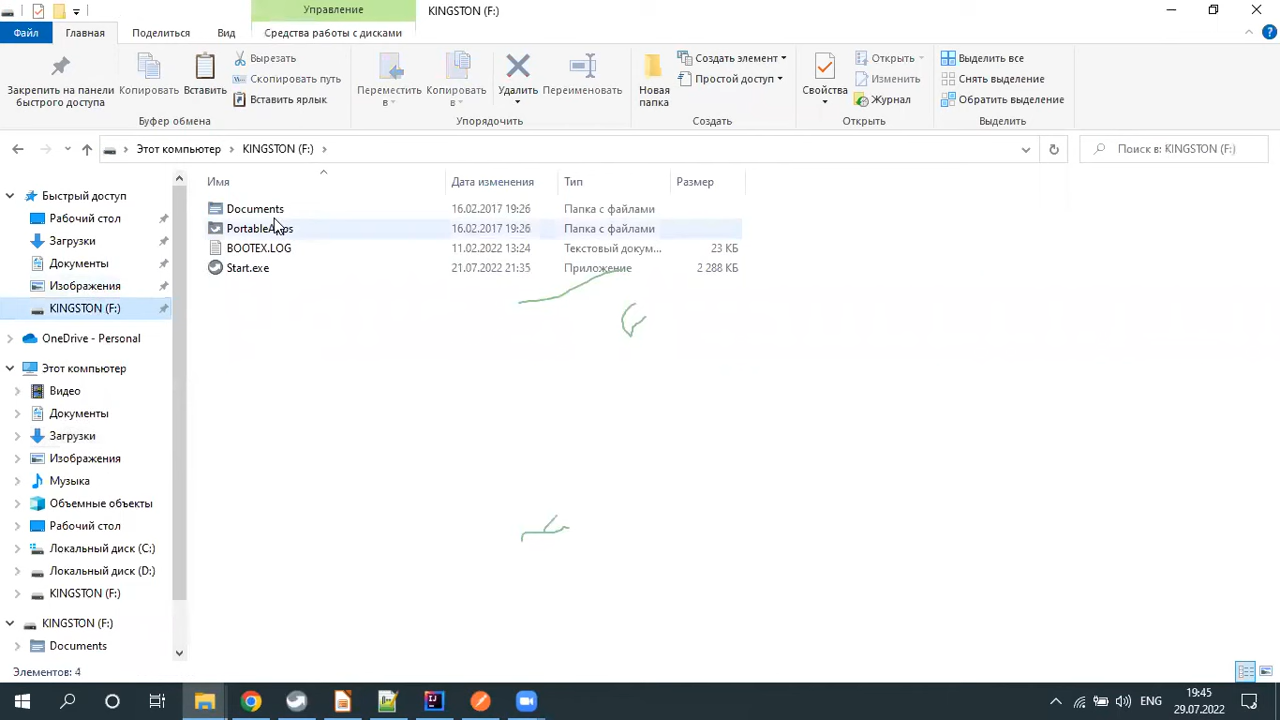 Управление
KINGSTON (F:)
Файл
Главная
Поделиться
Вид
Средства работы с дисками
Закрепить на панели быстрого доступа
Копировать
Вставить
Вырезать
Скопировать путь
Вставить ярлык
Буфер обмена
Переместить в
Копировать в
Удалить
Переименовать
Упорядочить
Новая папка
Создать элемент
Простой доступ
Создать
Свойства
Открыть
Изменить
Журнал
Открыть
Выделить все
Снять выделение
Обратить выделение
Выделить
Этот компьютер
KINGSTON (F:)
Поиск в: KINGSTON (F:)
Имя
Дата изменения
Тип
Размер
Documents 16.02.2017 19:26 Папка с файлами
PortableApps 16.02.2017 19:26 Папка с файлами
BOOTEX.LOG 11.02.2022 13:24 Текстовый докум... 23 КБ
Start.exe 21.07.2022 21:35 Приложение 2 288 КБ
Быстрый доступ
Рабочий стол
Загрузки
Документы
Изображения
KINGSTON (F:)
OneDrive - Personal
Этот компьютер
Видео
Документы
Загрузки
Изображения
Музыка
Объемные объекты
Рабочий стол
Локальный диск (C:)
Локальный диск (D:)
KINGSTON (F:)
KINGSTON (F:)
Documents
Элементов: 4
ENG
19:45
29.07.2022